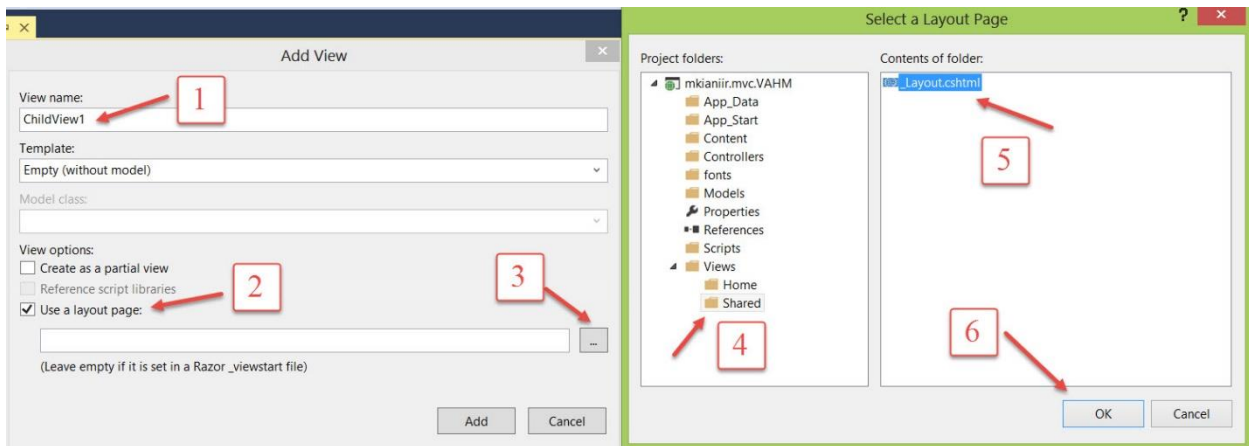 Add View
View name:
1
ChildView1
Template:
Empty (without model)
Model class:
View options:
Create as a partial view
Reference script libraries
2
3
Use a layout page:
...
(Leave empty if it is set in a Razor _viewstart file)
Add
Cancel
Select a Layout Page
?
Project folders:
mkianiir.mvc.VAHM
App_Data
App_Start
Content
Controllers
fonts
Models
Properties
References
Scripts
Views
Home
Shared
4
Contents of folder:
_Layout.cshtml
5
6
OK
Cancel